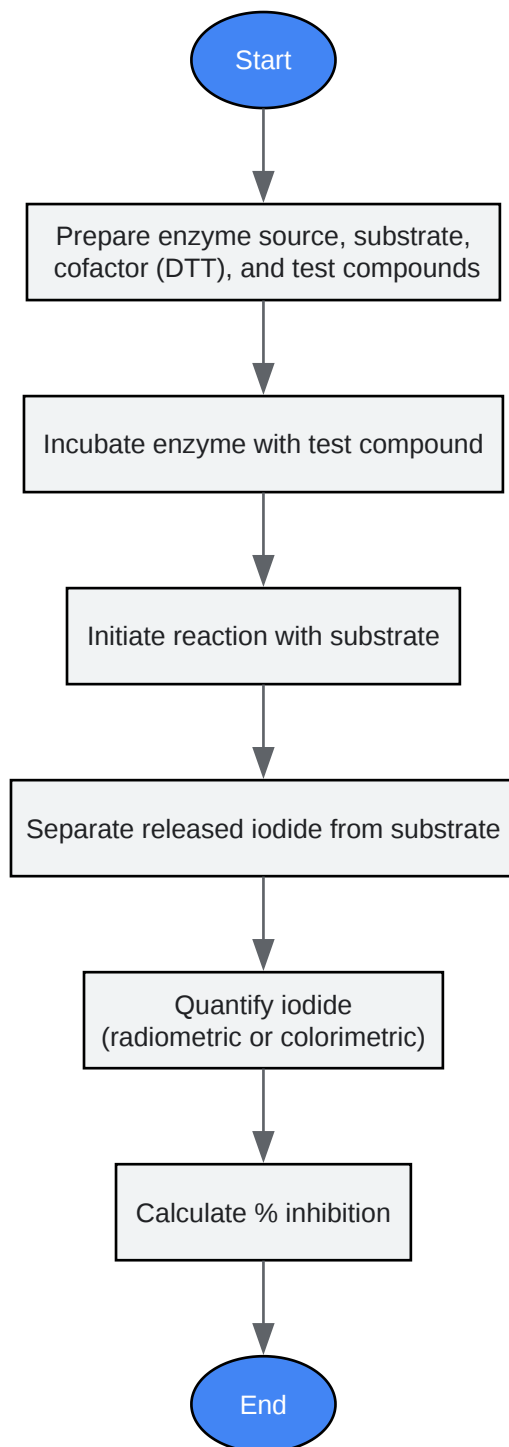 Start
Prepare enzyme source, substrate,
cofactor (DTT), and test compounds
Incubate enzyme with test compound
Initiate reaction with substrate
Separate released iodide from substrate
Quantify iodide
(radiometric or colorimetric)
Calculate % inhibition
End